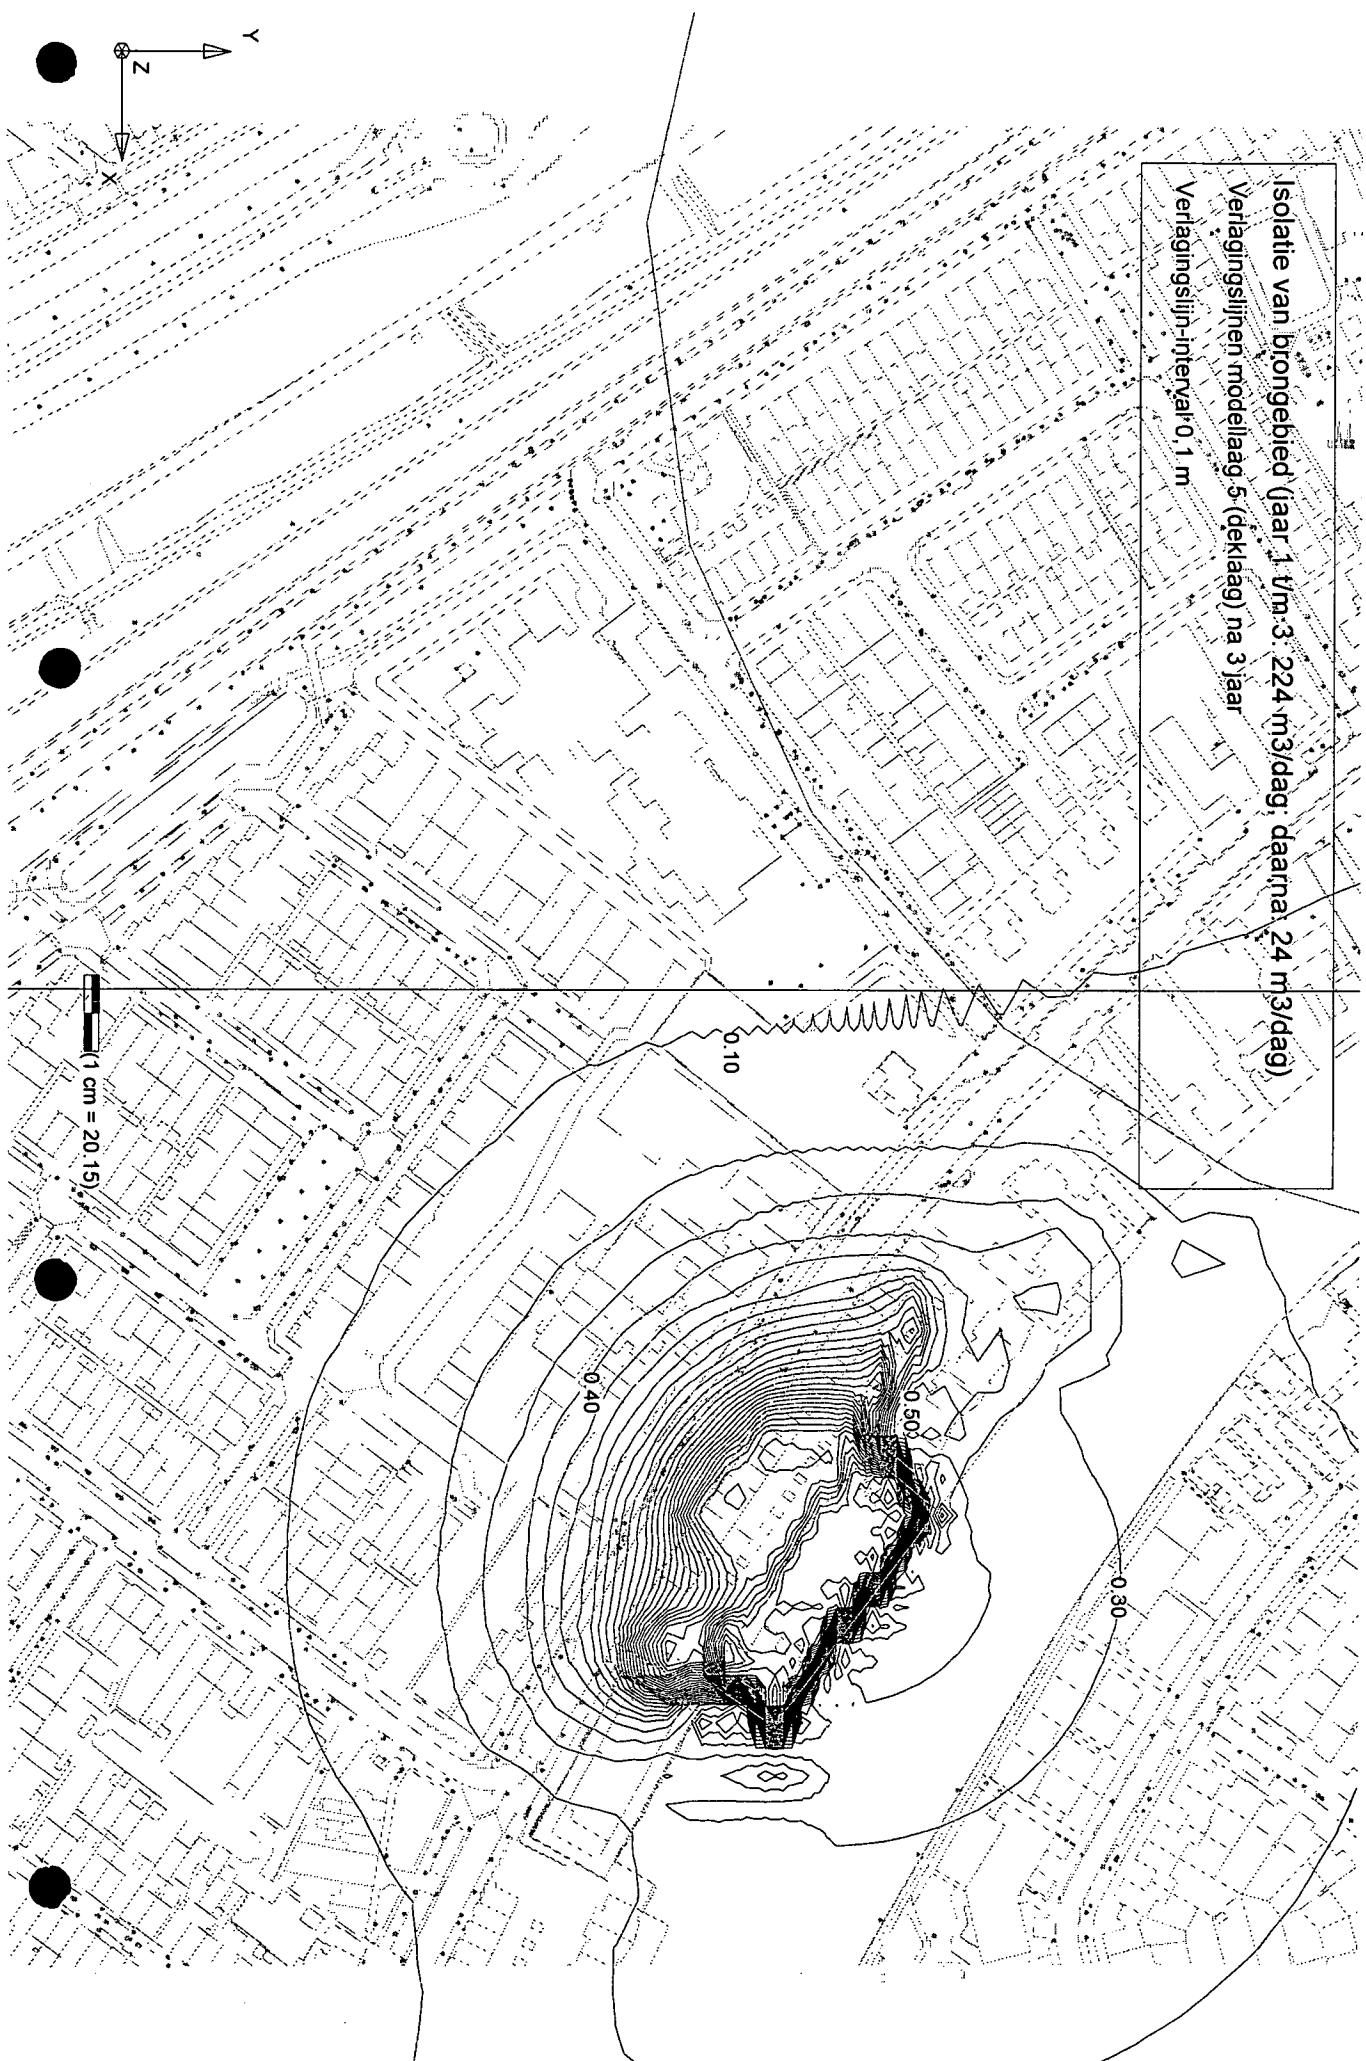 Isolatie van brongebied (jaar 1 t/m 3: 224 m3/dag; daarna: 24 m3/dag)
Verlagingslijnen modellaag 5 (deklaag) na 3 jaar
Verlagingslijn-interval 0,1 m
Y
Z
X
0.10
0.40
0.50
0.30
(1 cm = 20.15)